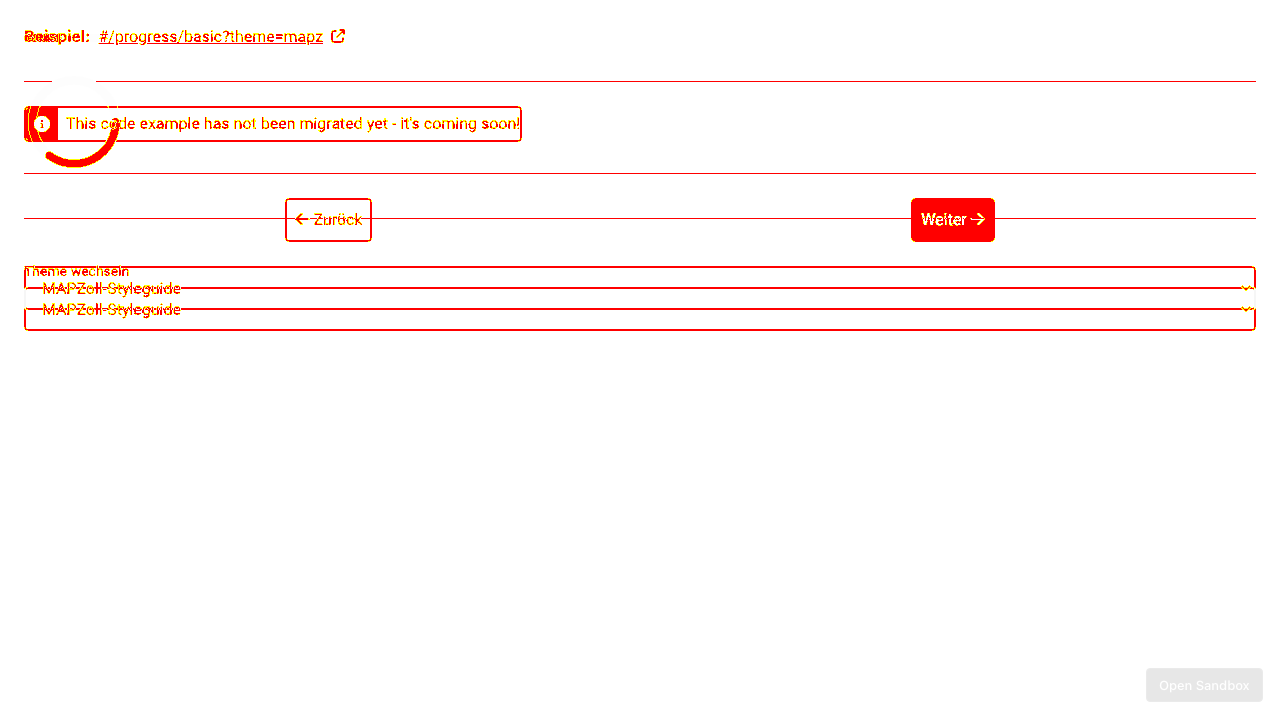 Beispiel: #/progress/basic?theme=mapz
This code example has not been migrated yet - it's coming soon!
Zurück
Weiter
Theme wechseln
MAPZoll-Styleguide
MAPZoll-Styleguide
Open Sandbox